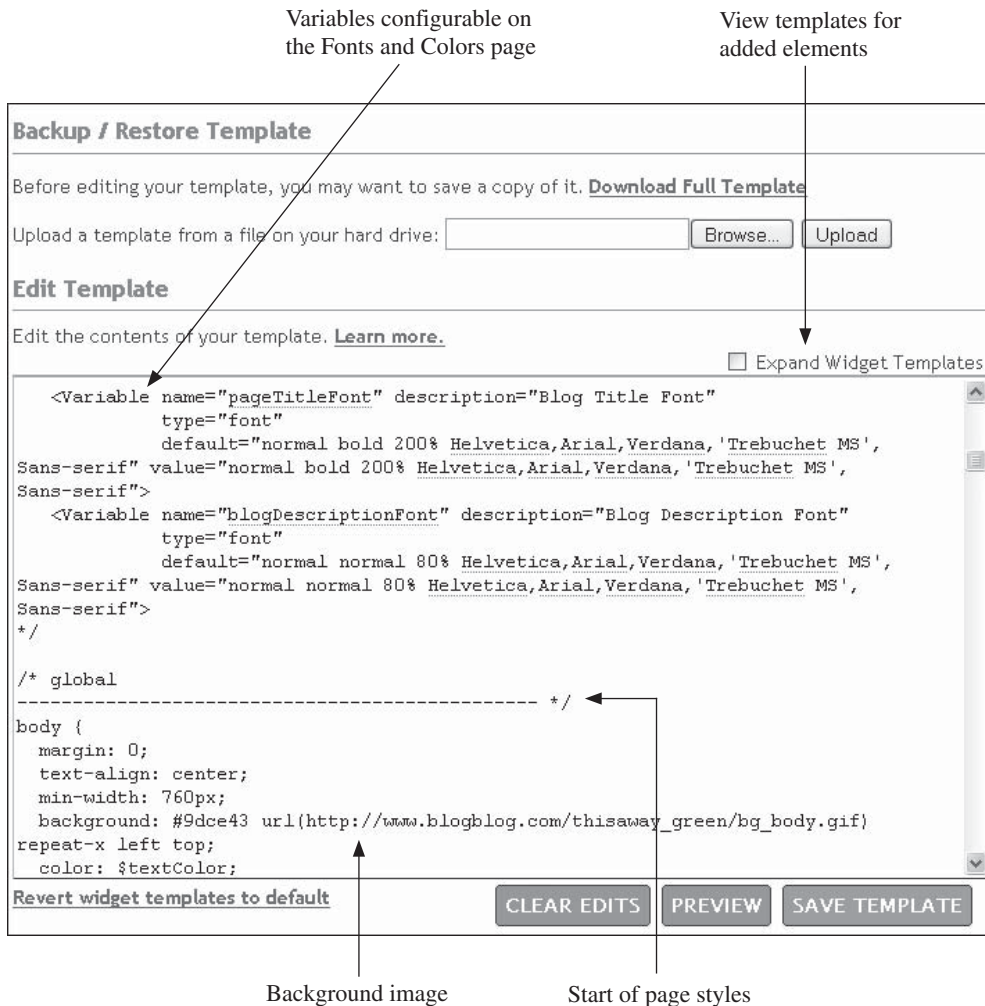 Variables configurable on
the Fonts and Colors page
View templates for
added elements
Backup / Restore Template
Before editing your template, you may want to save a copy of it. Download Full Template
Upload a template from a file on your hard drive: Browse... Upload
Edit Template
Edit the contents of your template. Learn more.
Expand Widget Templates
<Variable name="pageTitleFont" description="Blog Title Font"
type="font"
default="normal bold 200% Helvetica,Arial,Verdana,'Trebuchet MS',
Sans-serif" value="normal bold 200% Helvetica,Arial,Verdana,'Trebuchet MS',
Sans-serif">
<Variable name="blogDescriptionFont" description="Blog Description Font"
type="font"
default="normal normal 80% Helvetica,Arial,Verdana,'Trebuchet MS',
Sans-serif" value="normal normal 80% Helvetica,Arial,Verdana,'Trebuchet MS',
Sans-serif">
*/
/* global
----------------------------------------------- */
body {
margin: 0;
text-align: center;
min-width: 760px;
background: #9dce43 url(http://www.blogblog.com/thisaway_green/bg_body.gif)
repeat-x left top;
color: $textColor;
Revert widget templates to default
CLEAR EDITS PREVIEW SAVE TEMPLATE
Background image
Start of page styles